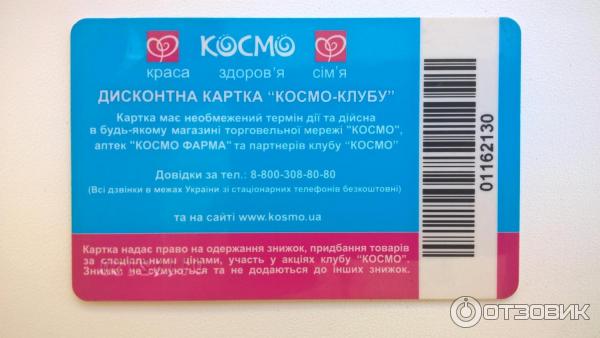 КОСМО
краса здоров'я сім'я
ДИСКОНТНА КАРТКА "КОСМО-КЛУБУ"
Картка має необмежений термін дії та дійсна
в будь-якому магазині торговельної мережі "КОСМО",
аптек "КОСМО ФАРМА" та партнерів клубу "КОСМО"
Довідки за тел.: 8-800-308-80-80
(Всі дзвінки в межах України зі стаціонарних телефонів безкоштовні)
та на сайті www.kosmo.ua
Картка надає право на одержання знижок, придбання товарів
за спеціальними цінами, участь у акціях клубу "КОСМО".
Знижки не сумуються та не додаються до інших знижок.
01162130
ОТЗОВИК